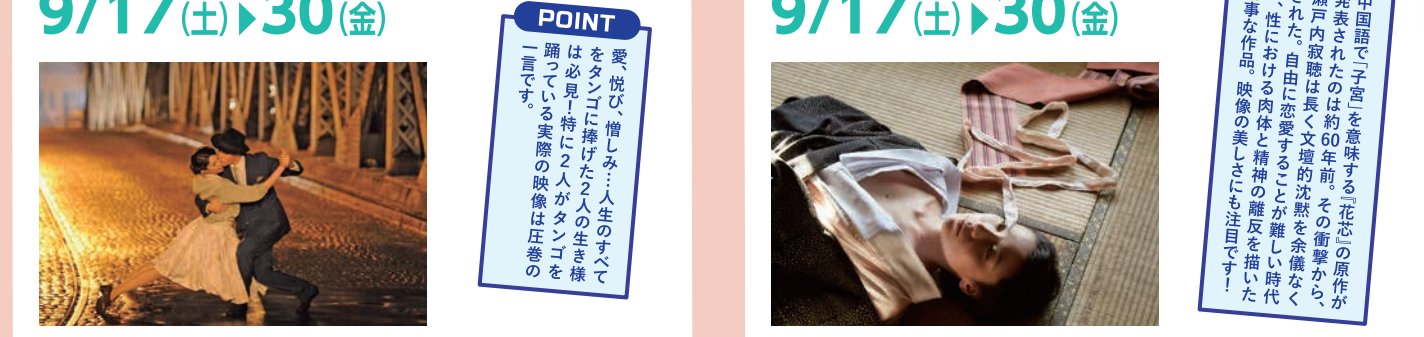 9/17(土)▶30(金)
POINT
愛、悦び、憎しみ…人生のすべて
をタンゴに捧げた2人の生き様
は必見！特に2人がタンゴを
踊っている実際の映像は圧巻の
一言です。
9/17(土)▶30(金)
中国語で「子宮」を意味する『花芯』の原作が
発表されたのは約60年前。その衝撃から、
瀬戸内寂聴は長く文壇的沈黙を余儀なく
された。自由に恋愛することが難しい時代
、性における肉体と精神の離反を描いた
事な作品。映像の美しさにも注目です！